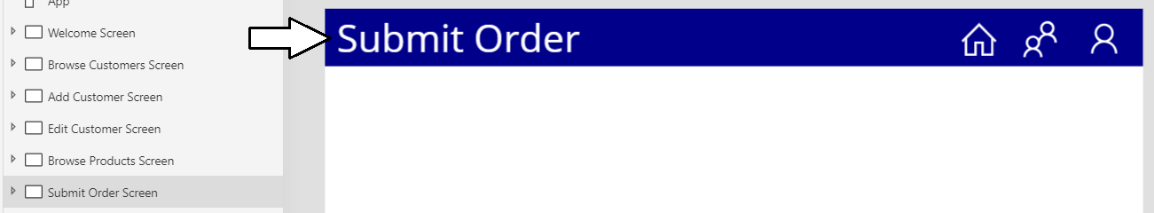 App
Welcome Screen
Browse Customers Screen
Add Customer Screen
Edit Customer Screen
Browse Products Screen
Submit Order Screen
Submit Order